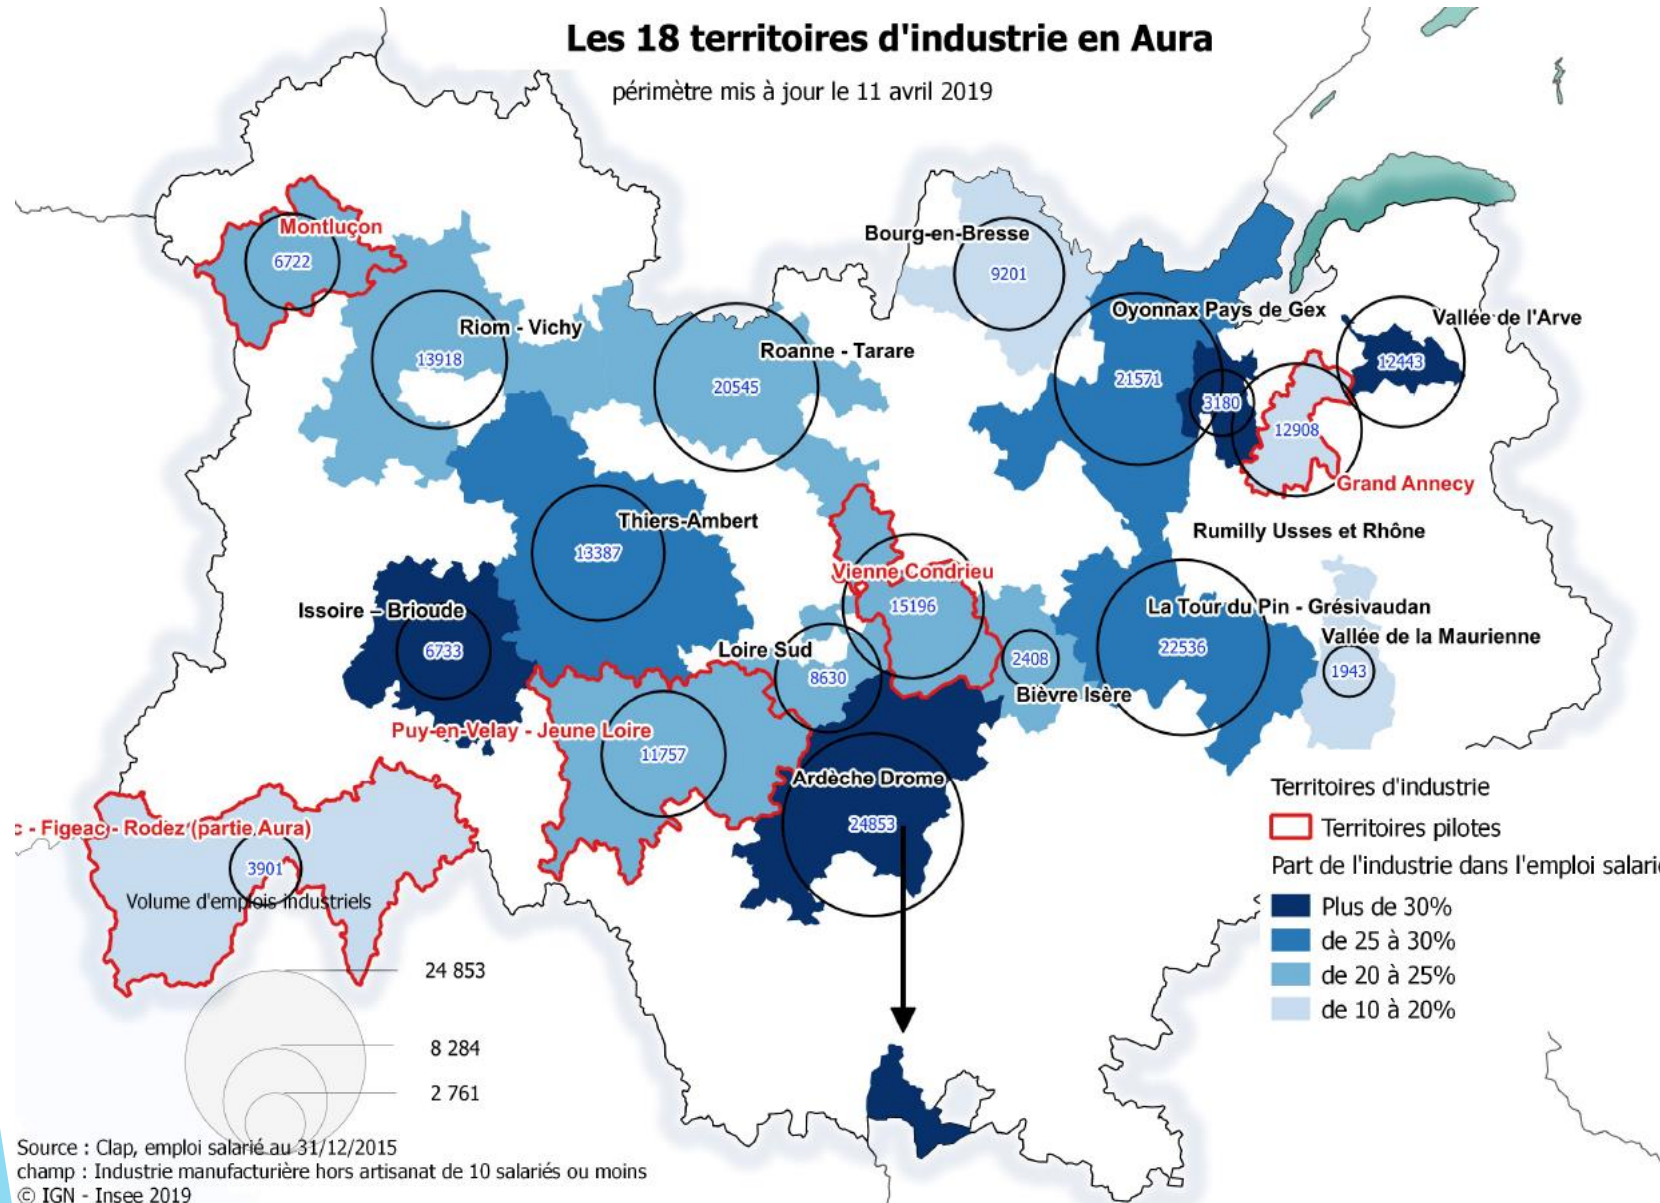 Les 18 territoires d'industrie en Aura
périmètre mis à jour le 11 avril 2019
Montluçon
6722
Bourg-en-Bresse
9201
Riom - Vichy
13918
Roanne - Tarare
20545
Oyonnax Pays de Gex
21571
Vallée de l'Arve
12443
3180
12908
Grand Annecy
Thiers-Ambert
13387
Rumilly Usses et Rhône
Vienne Condrieu
15196
Issoire - Brioude
6733
La Tour du Pin - Grésivaudan
22536
Loire Sud
8630
2408
Bièvre Isère
Vallée de la Maurienne
1943
Puy-en-Velay - Jeune Loire
11757
Ardèche Drome
24853
c - Figeac - Rodez (partie Aura)
3901
Volume d'emplois industriels
24 853
8 284
2 761
Territoires d'industrie
Territoires pilotes
Part de l'industrie dans l'emploi salarié
Plus de 30%
de 25 à 30%
de 20 à 25%
de 10 à 20%
Source : Clap, emploi salarié au 31/12/2015
champ : Industrie manufacturière hors artisanat de 10 salariés ou moins
© IGN - Insee 2019